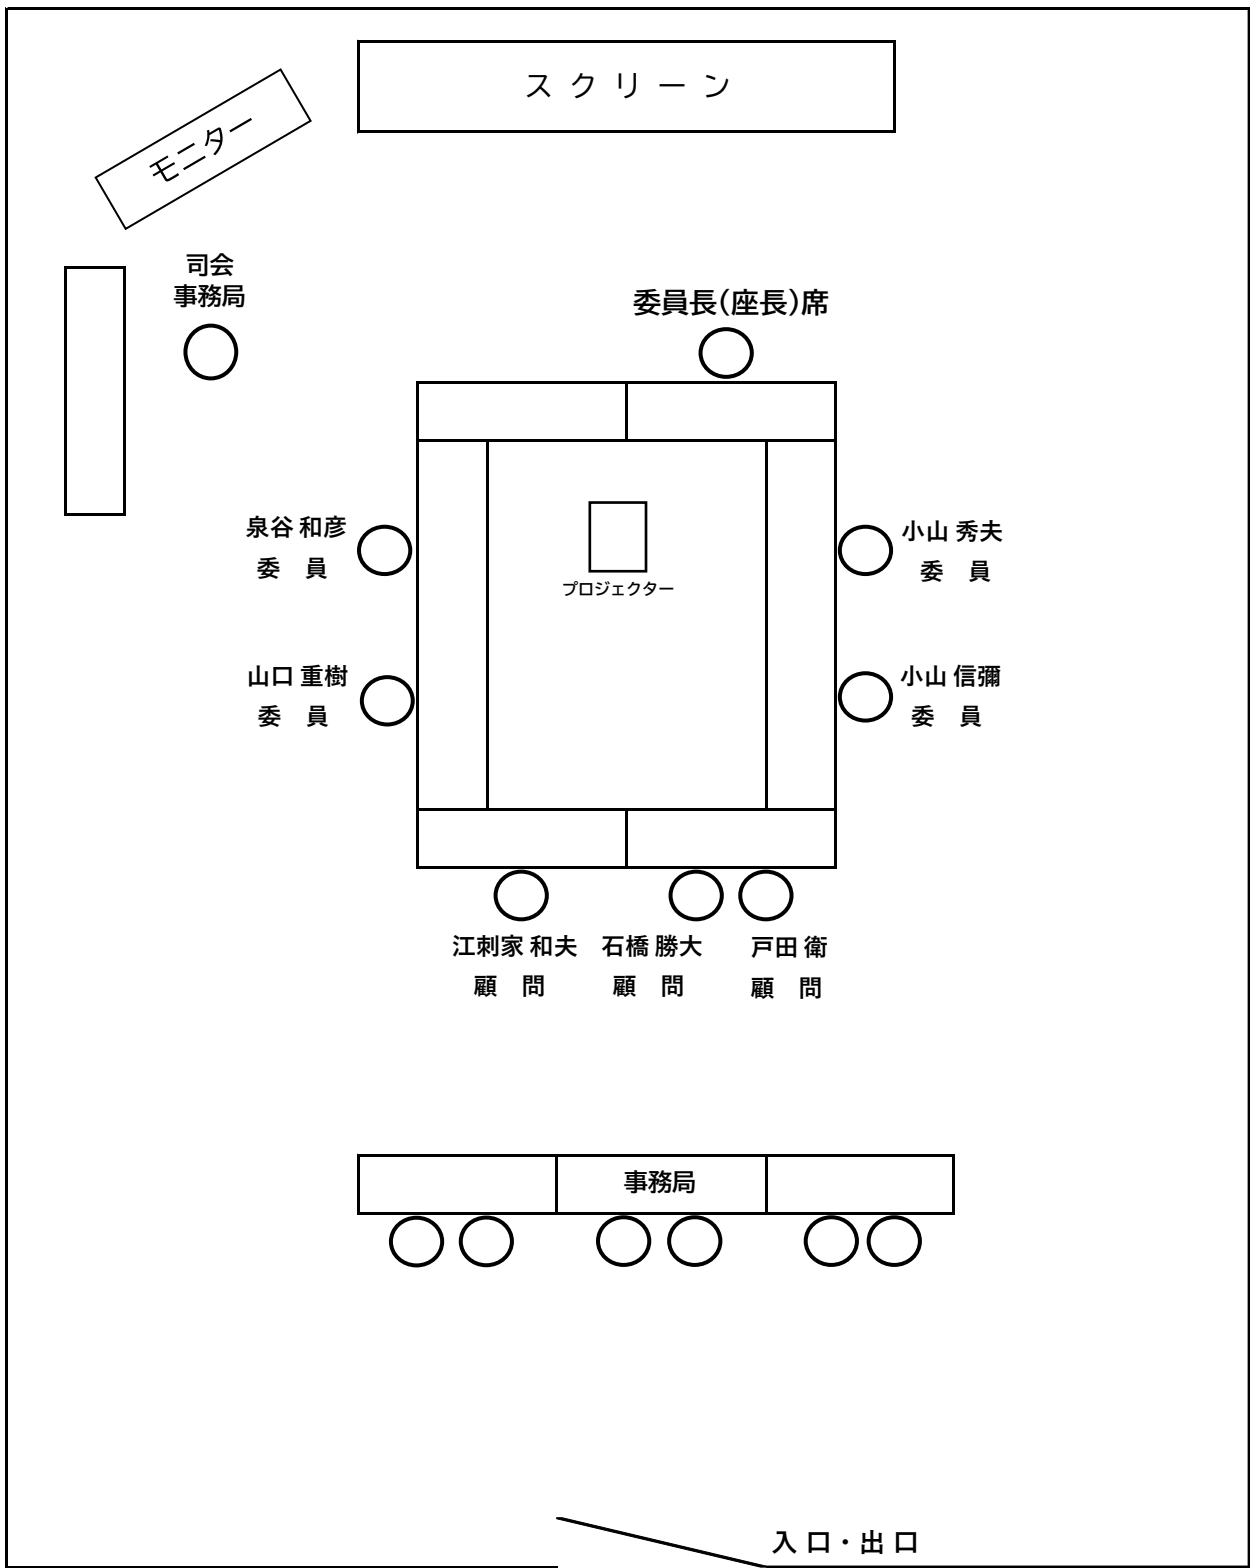 スクリーン
モニター
司会
事務局
委員長(座長)席
泉谷 和彦
委　員
小山 秀夫
委　員
プロジェクター
山口 重樹
委　員
小山 信彌
委　員
江刺家 和夫
顧　問
石橋 勝大
顧　問
戸田 衛
顧　問
事務局
入 口・出 口